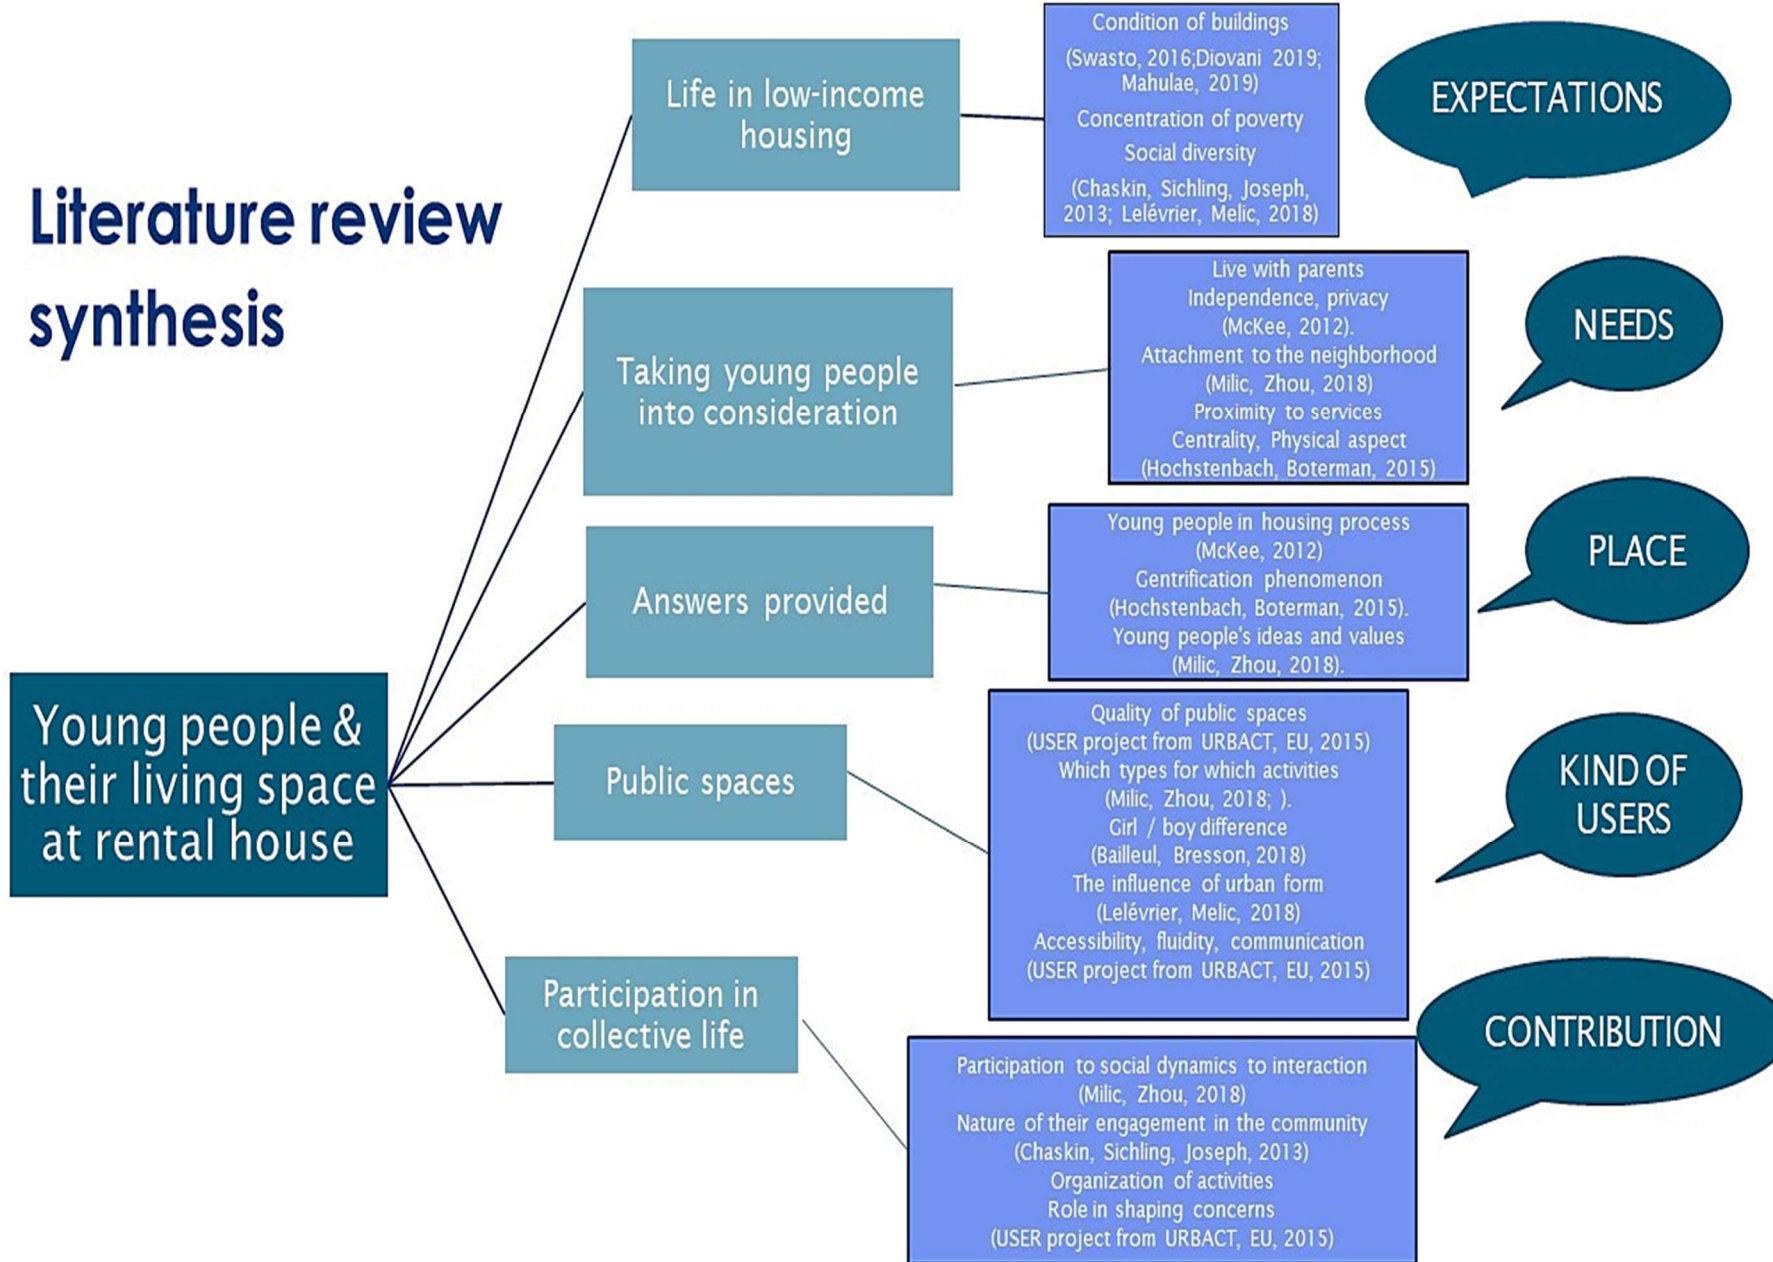 Literature review
synthesis
Young people &
their living space
at rental house
Life in low-income
housing
Condition of buildings
(Swasto, 2016;Diovani 2019;
Mahulae, 2019)
Concentration of poverty
Social diversity
(Chaskin, Sichling, Joseph,
2013; Lelévrier, Melic, 2018)
EXPECTATIONS
Taking young people
into consideration
Live with parents
Independence, privacy
(McKee, 2012).
Attachment to the neighborhood
(Milic, Zhou, 2018)
Proximity to services
Centrality, Physical aspect
(Hochstenbach, Boterman, 2015)
NEEDS
Answers provided
Young people in housing process
(McKee, 2012)
Gentrification phenomenon
(Hochstenbach, Boterman, 2015).
Young people's ideas and values
(Milic, Zhou, 2018).
PLACE
Public spaces
Quality of public spaces
(USER project from URBACT, EU, 2015)
Which types for which activities
(Milic, Zhou, 2018; ).
Girl / boy difference
(Bailleul, Bresson, 2018)
The influence of urban form
(Lelévrier, Melic, 2018)
Accessibility, fluidity, communication
(USER project from URBACT, EU, 2015)
KIND OF
USERS
Participation in
collective life
Participation to social dynamics to interaction
(Milic, Zhou, 2018)
Nature of their engagement in the community
(Chaskin, Sichling, Joseph, 2013)
Organization of activities
Role in shaping concerns
(USER project from URBACT, EU, 2015)
CONTRIBUTION